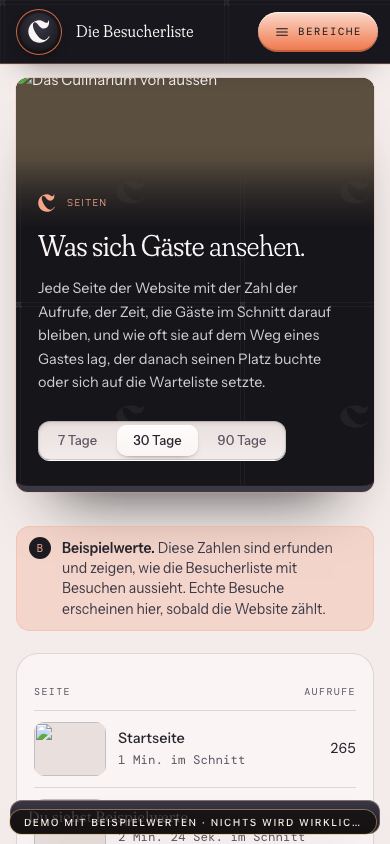 Die Besucherliste
BEREICHE
Das Culinarium von aussen
SEITEN
Was sich Gäste ansehen.
Jede Seite der Website mit der Zahl der
Aufrufe, der Zeit, die Gäste im Schnitt darauf
bleiben, und wie oft sie auf dem Weg eines
Gastes lag, der danach seinen Platz buchte
oder sich auf die Warteliste setzte.
7 Tage
30 Tage
90 Tage
B
Beispielwerte. Diese Zahlen sind erfunden
und zeigen, wie die Besucherliste mit
Besuchen aussieht. Echte Besuche
erscheinen hier, sobald die Website zählt.
SEITE
AUFRUFE
Startseite
265
1 Min. im Schnitt
Du siehst Beispielwerte
DEMO MIT BEISPIELWERTEN · NICHTS WIRD WIRKLIC…
2 Min. 24 Sek. im Schnitt